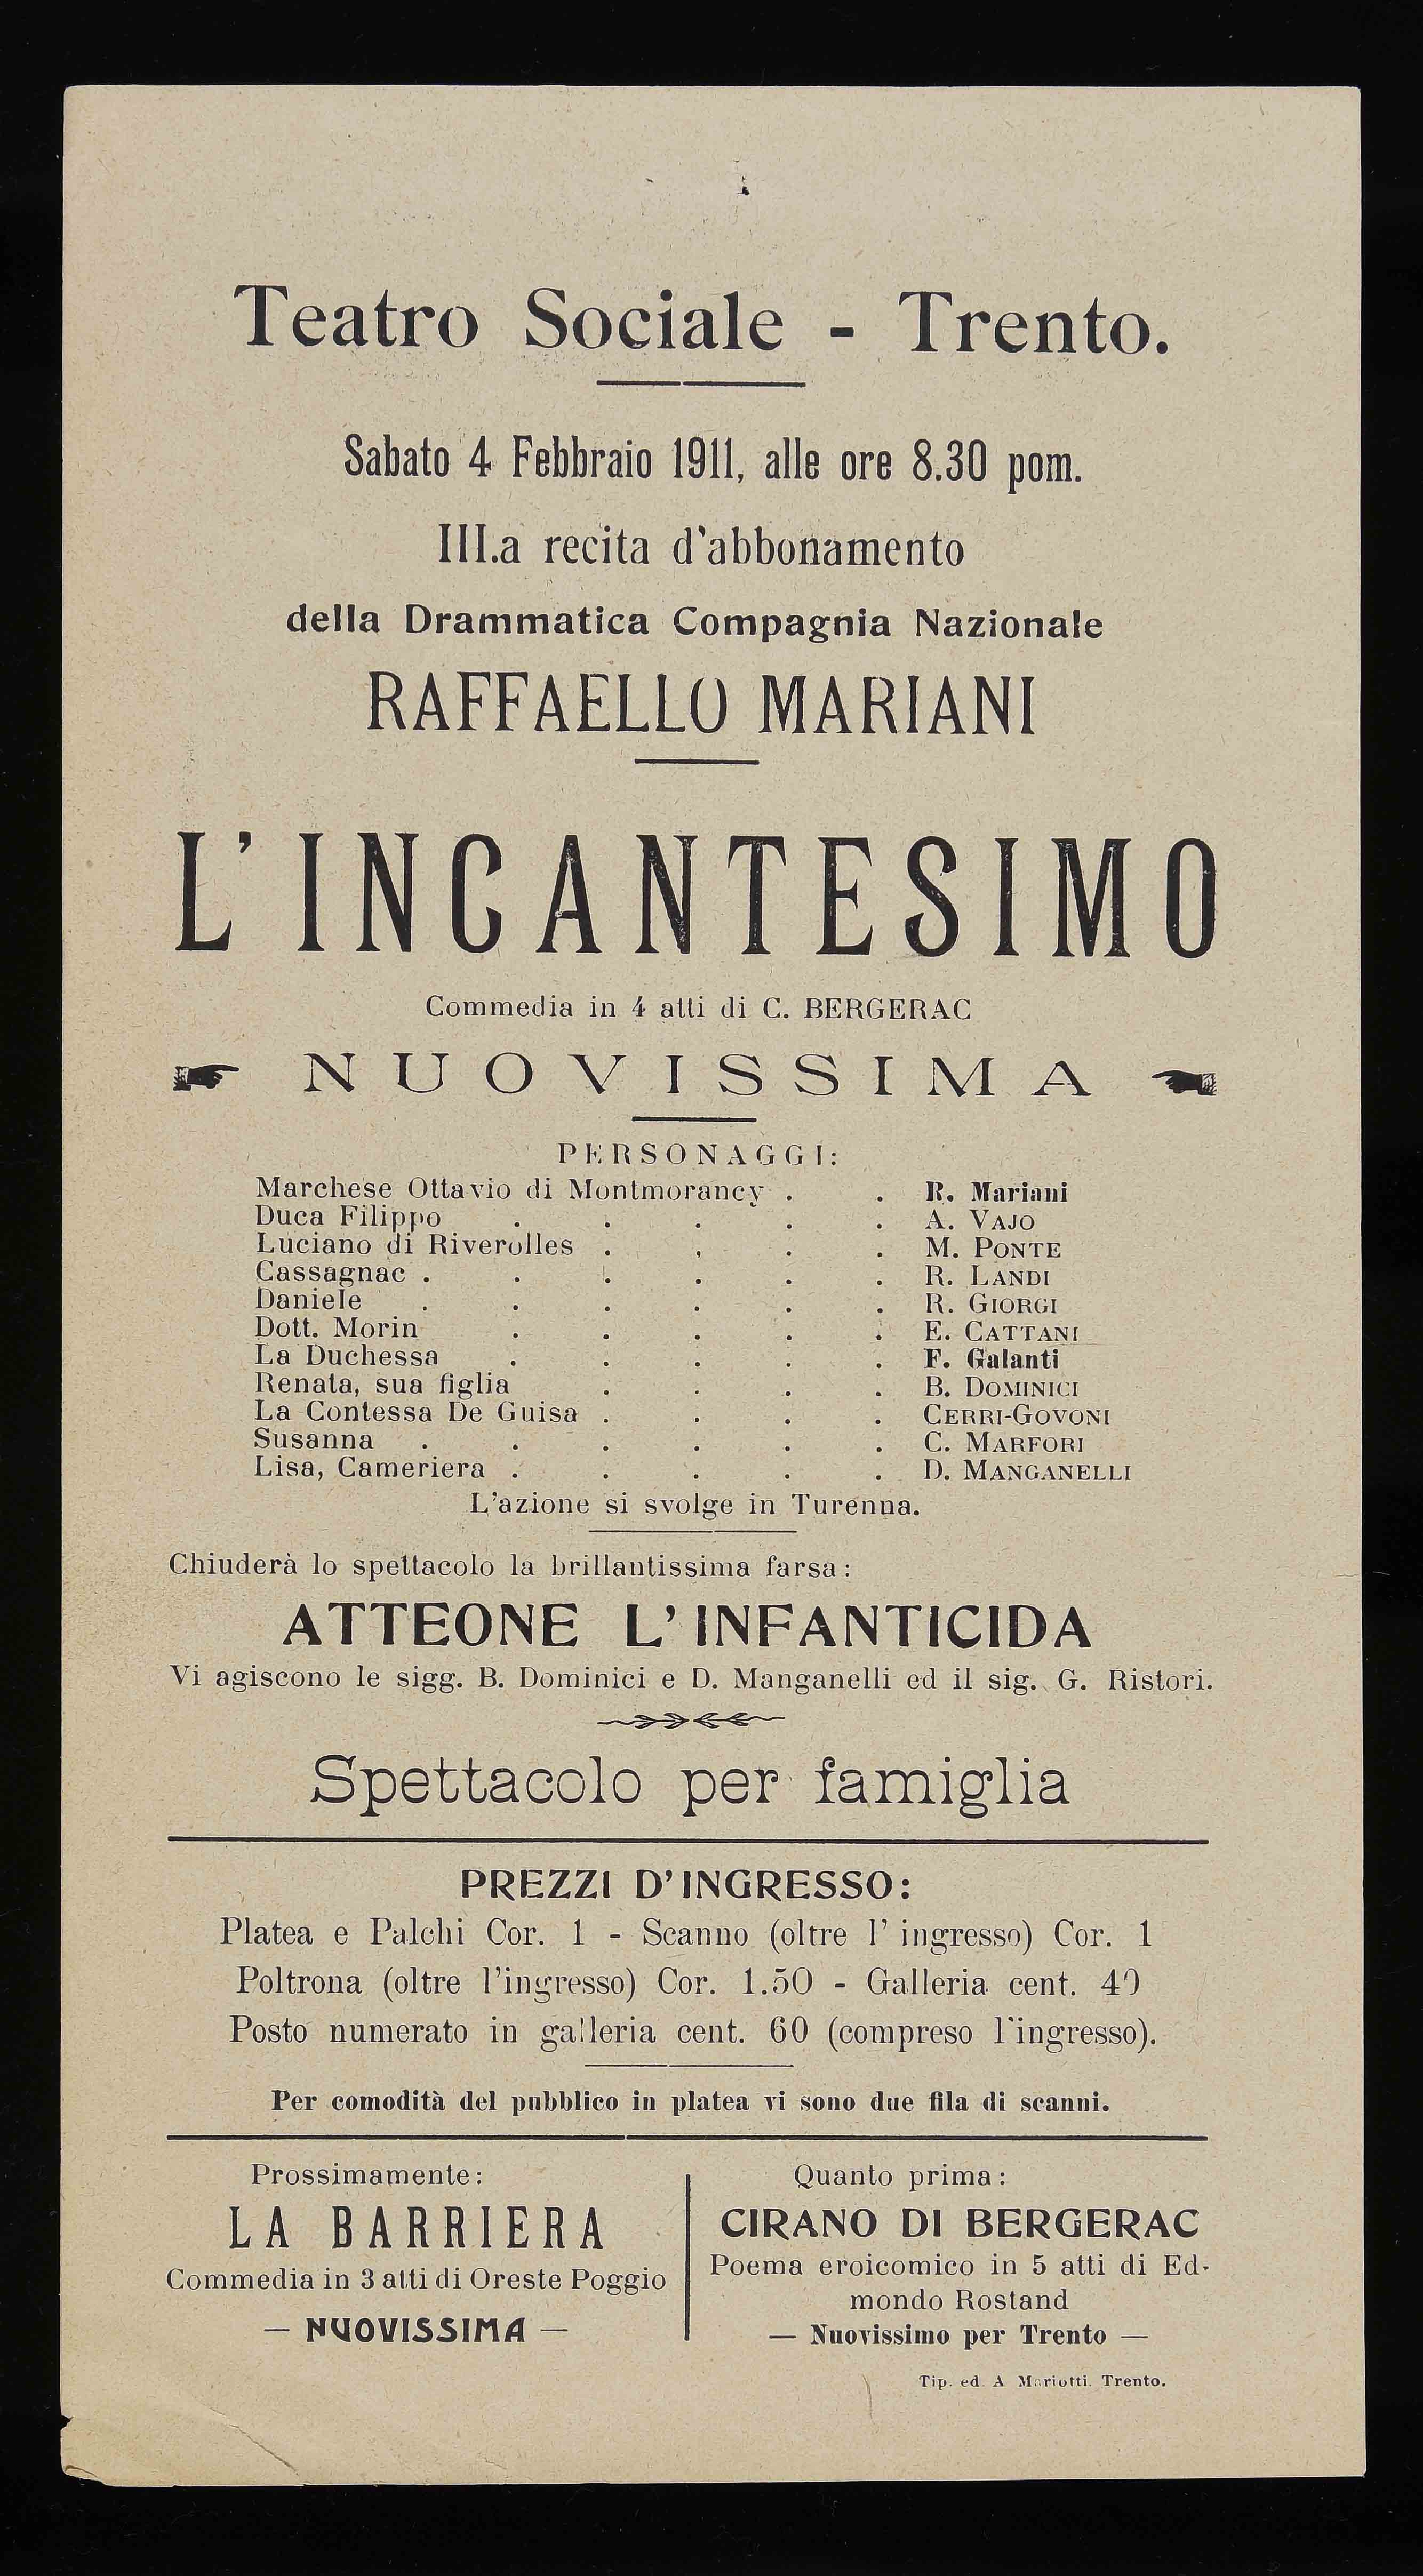 Teatro Sociale - Trento.
Sabato 4 Febbraio 1911, alle ore 8.30 pom.
III.a recita d'abbonamento
della Drammatica Compagnia Nazionale
RAFFAELLO MARIANI
L'INCANTESIMO
Commedia in 4 atti di C. BERGERAC
NUOVISSIMA
PERSONAGGI:
Marchese Ottavio di Montmorancy . . R. Mariani
Duca Filippo . . . . . A. VAJO
Luciano di Riverolles . . . . M. PONTE
Cassagnac . . . . . . R. LANDI
Daniele . . . . . . R. GIORGI
Dott. Morin . . . . . E. CATTANI
La Duchessa . . . . . F. Galanti
Renata, sua figlia . . . . B. DOMINICI
La Contessa De Guisa . . . . CERRI-GOVONI
Susanna . . . . . . C. MARFORI
Lisa, Cameriera . . . . . D. MANGANELLI
L'azione si svolge in Turenna.
Chiuderà lo spettacolo la brillantissima farsa:
ATTEONE L'INFANTICIDA
Vi agiscono le sigg. B. Dominici e D. Manganelli ed il sig. G. Ristori.
Spettacolo per famiglia
PREZZI D'INGRESSO:
Platea e Palchi Cor. 1 - Scanno (oltre l'ingresso) Cor. 1
Poltrona (oltre l'ingresso) Cor. 1.50 - Galleria cent. 40
Posto numerato in galleria cent. 60 (compreso l'ingresso).
Per comodità del pubblico in platea vi sono due fila di scanni.
Prossimamente:
LA BARRIERA
Commedia in 3 atti di Oreste Poggio
— NUOVISSIMA —
Quanto prima:
CIRANO DI BERGERAC
Poema eroicomico in 5 atti di Ed-
mondo Rostand
— Nuovissimo per Trento —
Tip. ed. A. Mariotti. Trento.